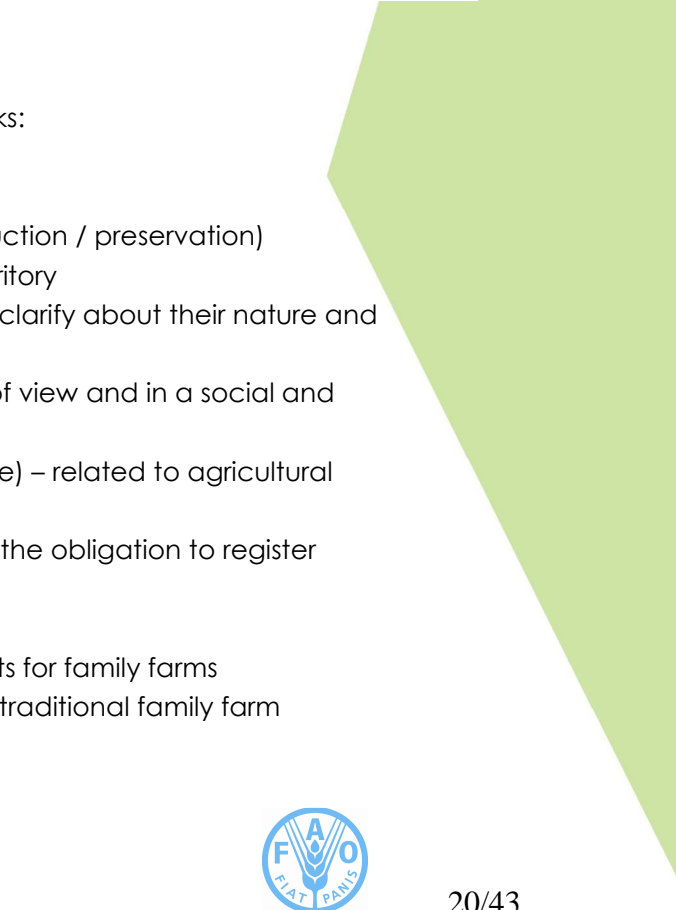 ks:
uction / preservation)
ritory
clarify about their nature and
of view and in a social and
e) – related to agricultural
the obligation to register
ts for family farms
traditional family farm
F A O
FIAT PANIS
20/43